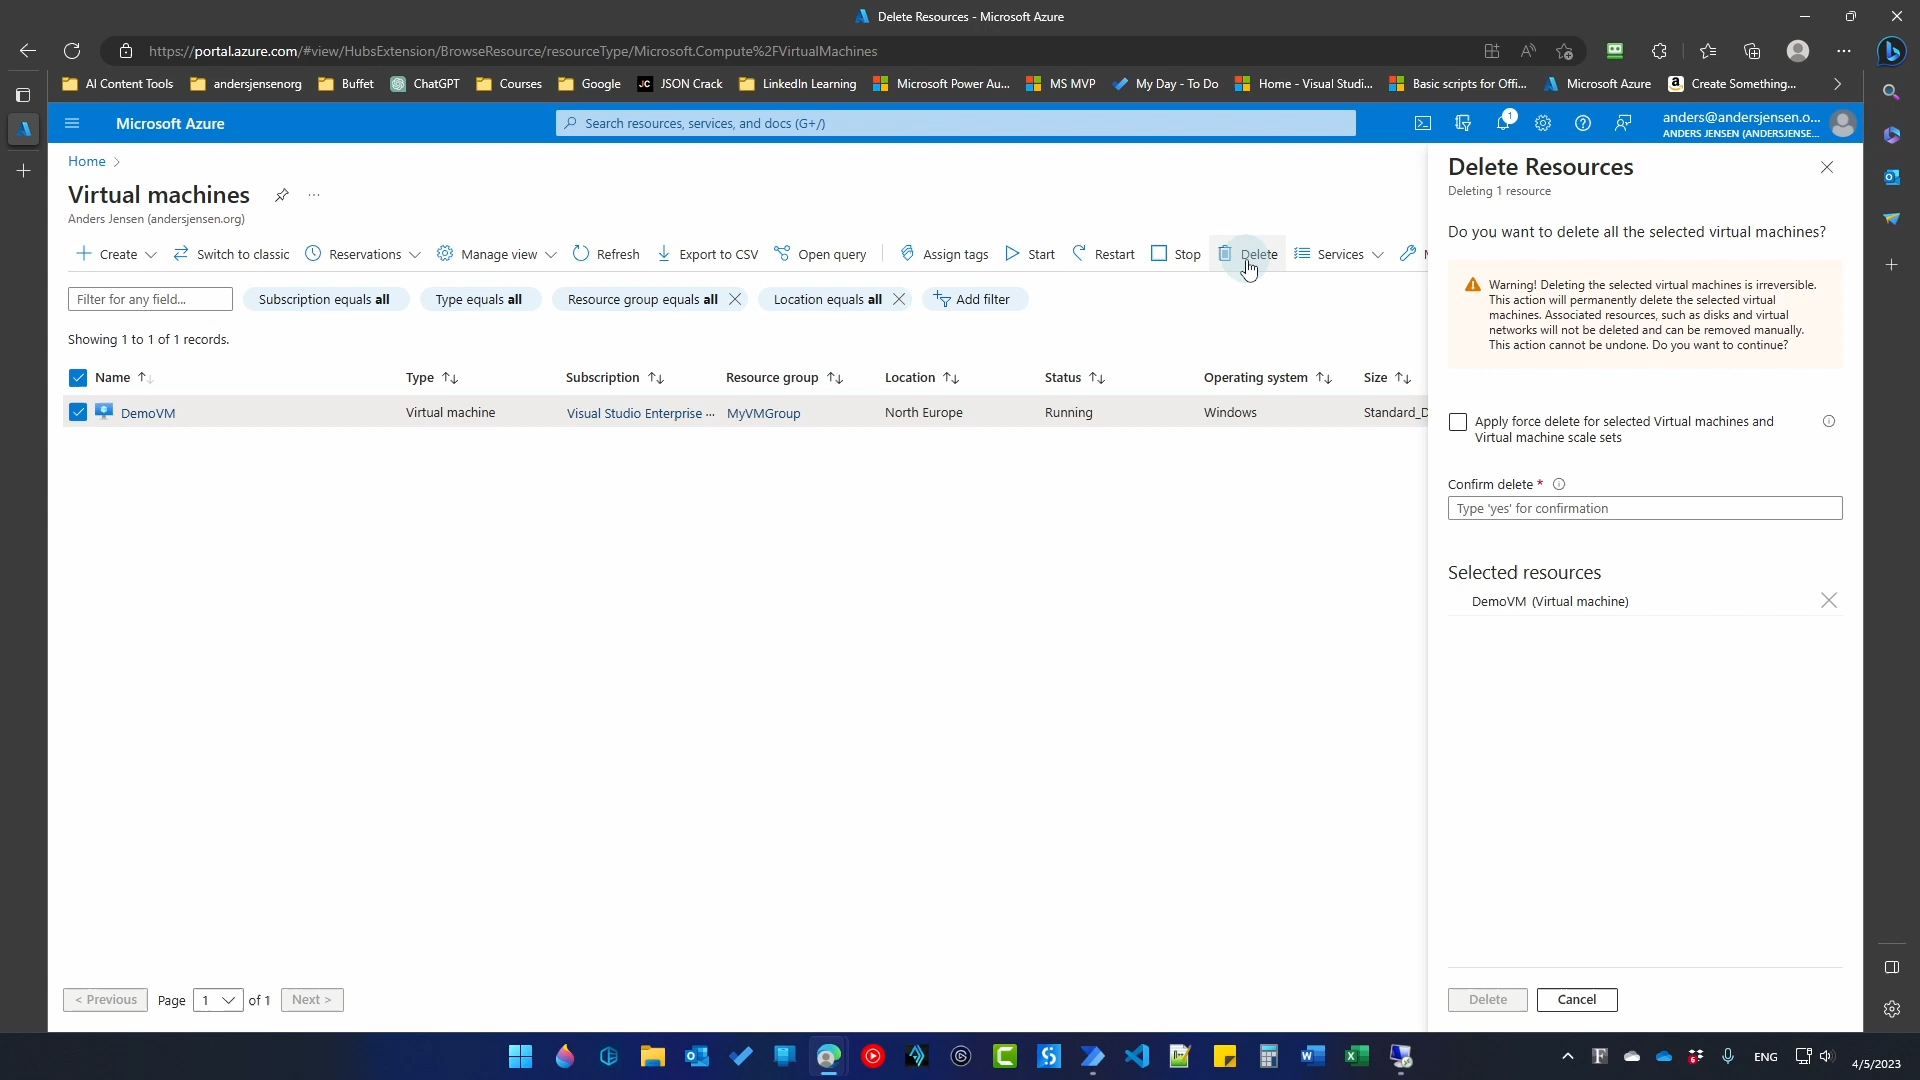 Delete Resources - Microsoft Azure
https://portal.azure.com/#view/HubsExtension/BrowseResource/resourceType/Microsoft.Compute%2FVirtualMachines
AI Content Tools andersjensenorg Buffet ChatGPT Courses Google JC JSON Crack LinkedIn Learning Microsoft Power Au... MS MVP My Day - To Do Home - Visual Studi... Basic scripts for Offi... Microsoft Azure Create Something...
Microsoft Azure
Search resources, services, and docs (G+/)
1
anders@andersjensen.o...
ANDERS JENSEN (ANDERSJENSE...
Home
Virtual machines
Anders Jensen (andersjensen.org)
Create Switch to classic Reservations Manage view Refresh Export to CSV Open query Assign tags Start Restart Stop Delete Services
Filter for any field... Subscription equals all Type equals all Resource group equals all Location equals all Add filter
Showing 1 to 1 of 1 records.
Name Type Subscription Resource group Location Status Operating system Size
DemoVM Virtual machine Visual Studio Enterprise ... MyVMGroup North Europe Running Windows Standard_D
< Previous Page 1 of 1 Next >
Delete Resources
Deleting 1 resource
Do you want to delete all the selected virtual machines?
Warning! Deleting the selected virtual machines is irreversible.
This action will permanently delete the selected virtual
machines. Associated resources, such as disks and virtual
networks will not be deleted and can be removed manually.
This action cannot be undone. Do you want to continue?
Apply force delete for selected Virtual machines and
Virtual machine scale sets
Confirm delete *
Type 'yes' for confirmation
Selected resources
DemoVM (Virtual machine)
Delete Cancel
ENG
4/5/2023